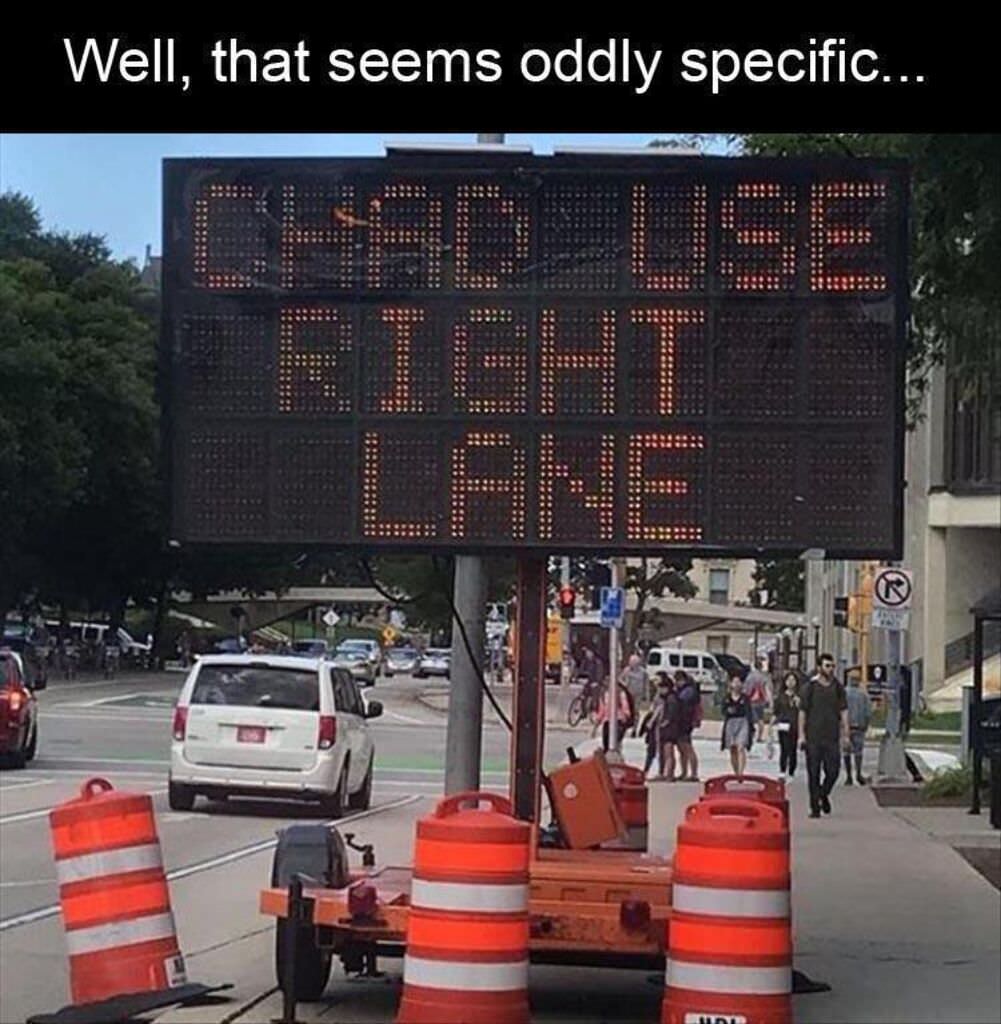 Well, that seems oddly specific...
CHAD USE
RIGHT
LANE